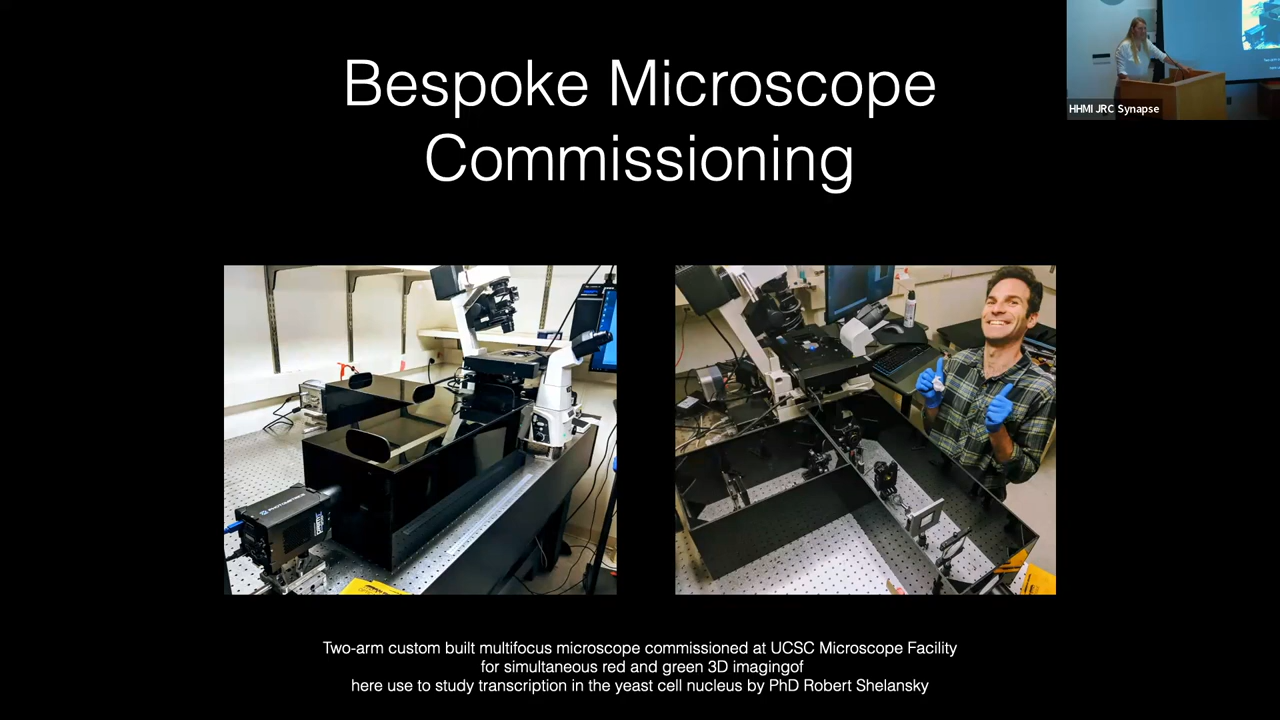 Bespoke Microscope
Commissioning
HHMI JRC Synapse
Two-arm custom built multifocus microscope commissioned at UCSC Microscope Facility
for simultaneous red and green 3D imagingof
here use to study transcription in the yeast cell nucleus by PhD Robert Shelansky